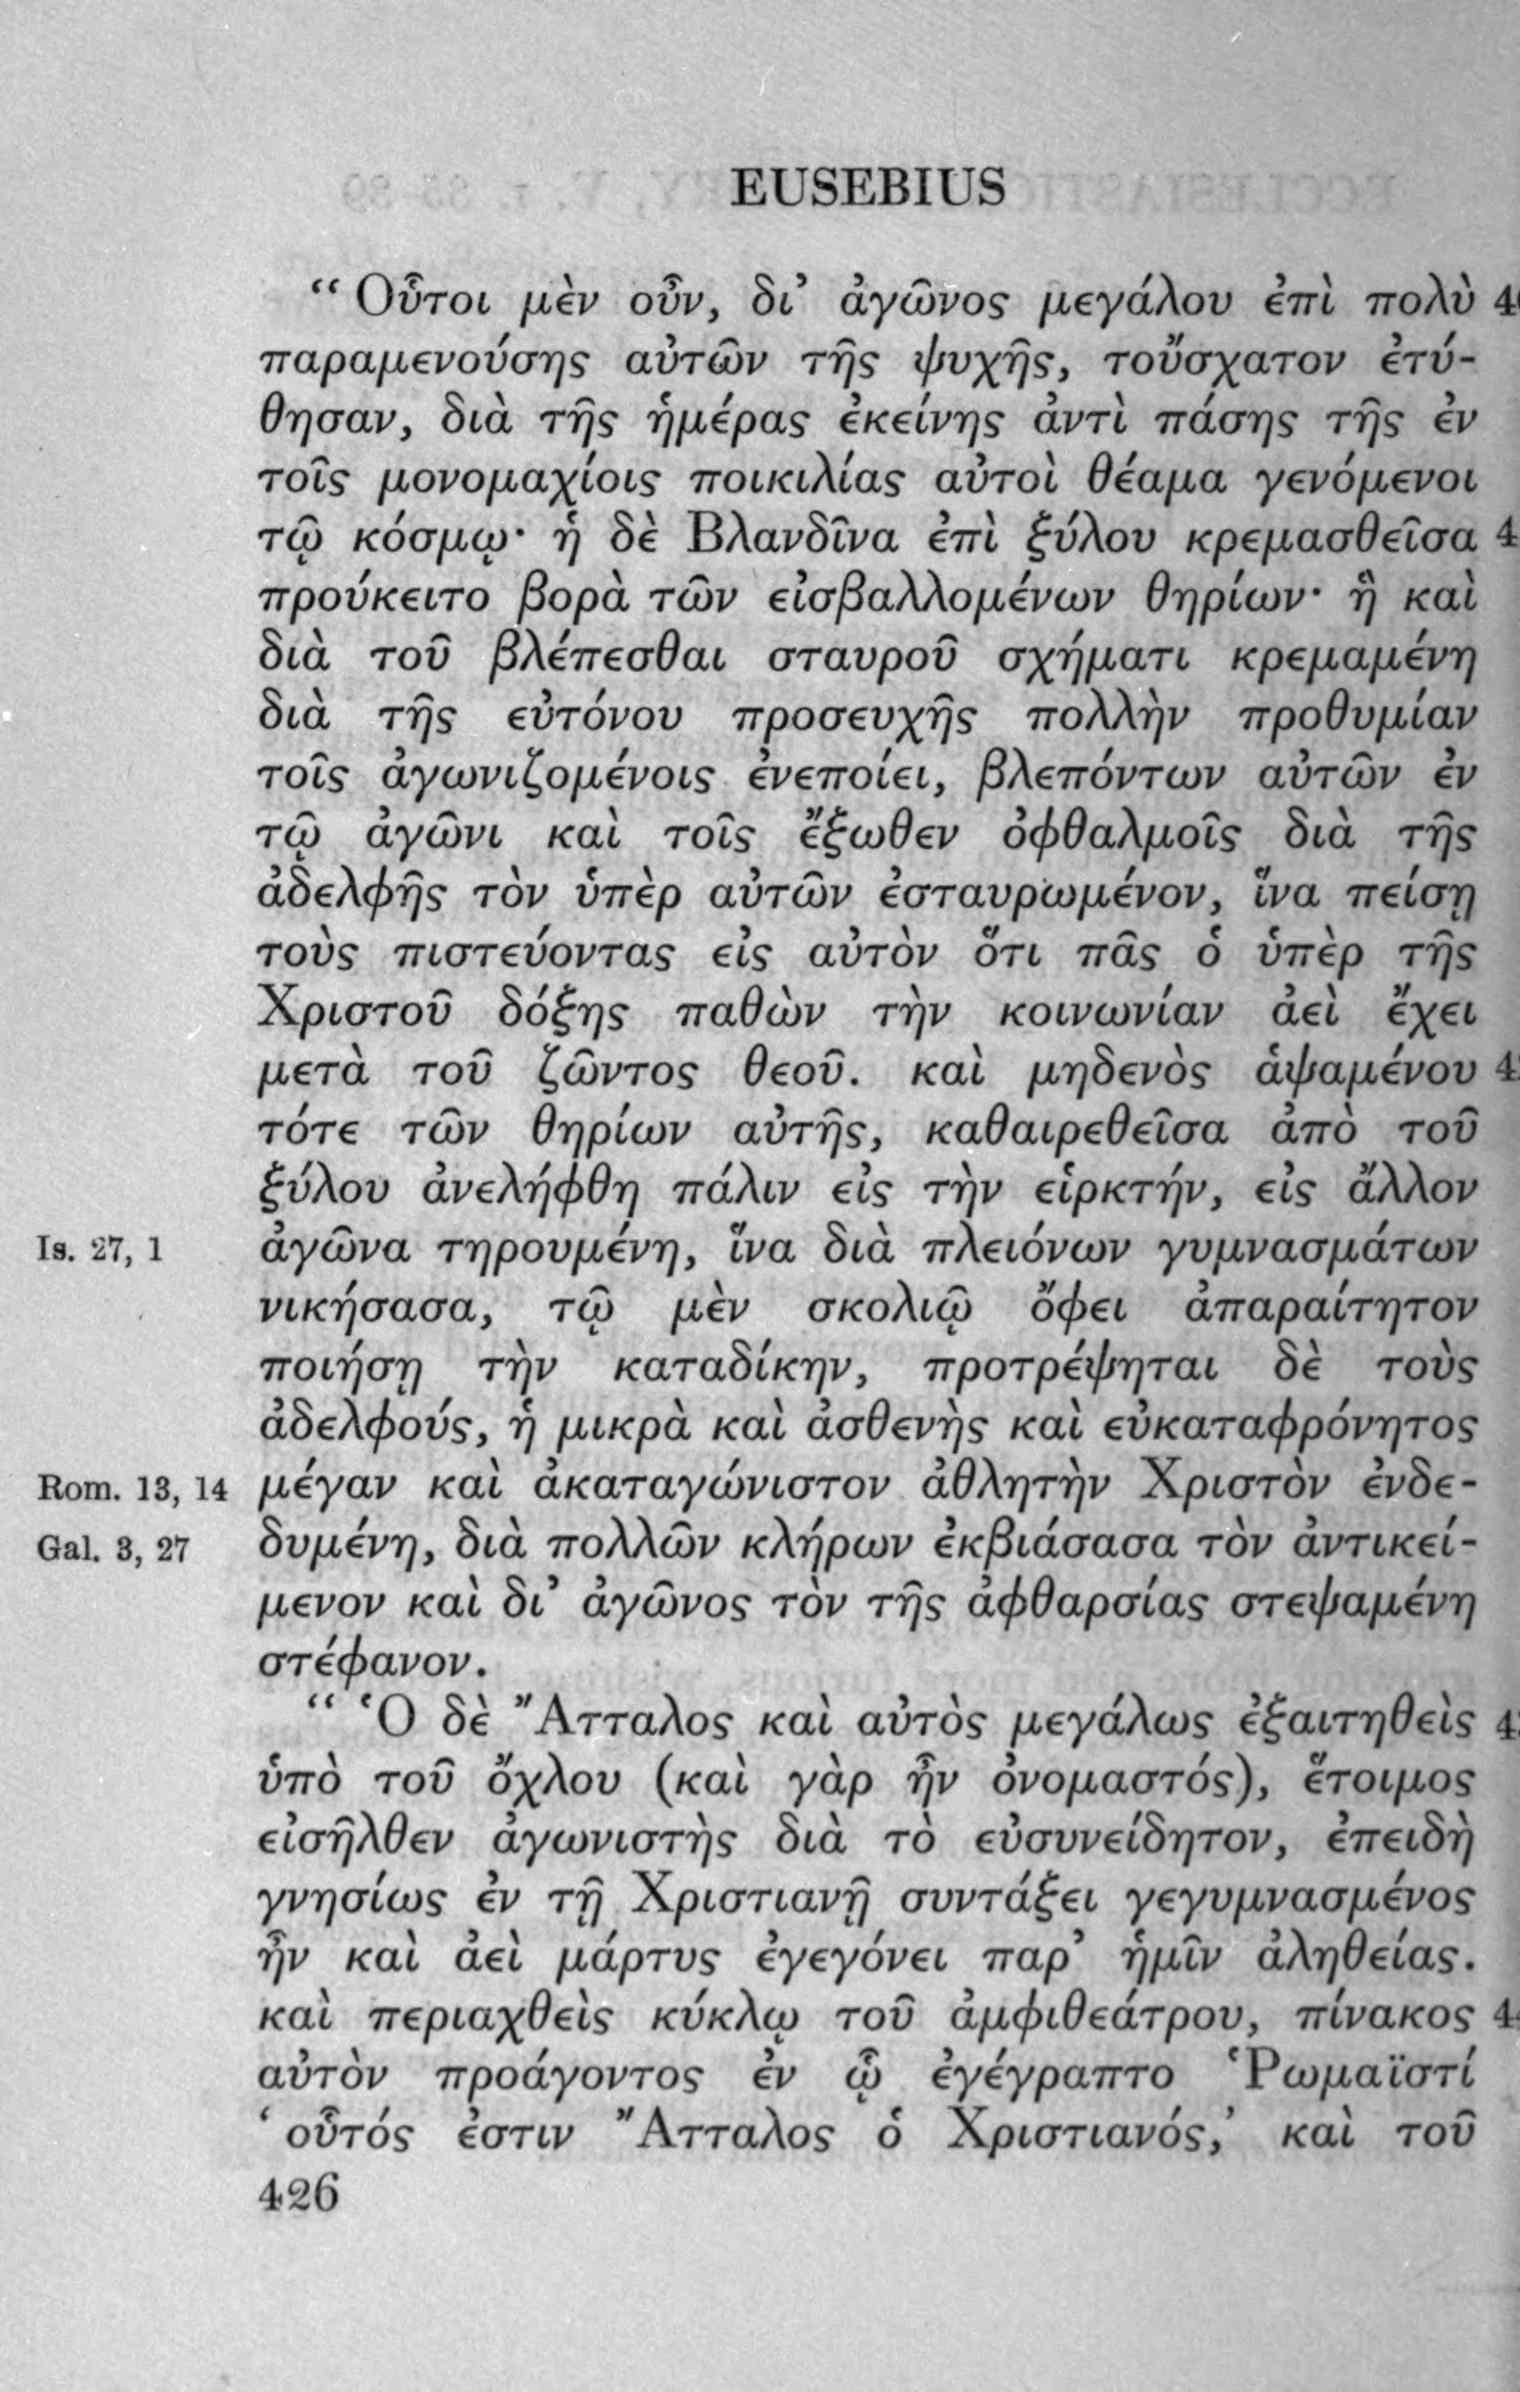 EUSEBIUS
“ Οὗτοι μὲν οὖν, δι’ ἀγῶνος μεγάλου ἐπὶ πολὺ
παραμενούσης αὐτῶν τῆς ψυχῆς, τοὔσχατον ἐτύ-
θησαν, διὰ τῆς ἡμέρας ἐκείνης ἀντὶ πάσης τῆς ἐν
τοῖς μονομαχίοις ποικιλίας αὐτοὶ θέαμα γενόμενοι
τῷ κόσμῳ· ἡ δὲ Βλανδῖνα ἐπὶ ξύλου κρεμασθεῖσα
προύκειτο βορὰ τῶν εἰσβαλλομένων θηρίων· ἣ καὶ
διὰ τοῦ βλέπεσθαι σταυροῦ σχήματι κρεμαμένη
διὰ τῆς εὐτόνου προσευχῆς πολλὴν προθυμίαν
τοῖς ἀγωνιζομένοις ἐνεποίει, βλεπόντων αὐτῶν ἐν
τῷ ἀγῶνι καὶ τοῖς ἔξωθεν ὀφθαλμοῖς διὰ τῆς
ἀδελφῆς τὸν ὑπὲρ αὐτῶν ἐσταυρωμένον, ἵνα πείσῃ
τοὺς πιστεύοντας εἰς αὐτὸν ὅτι πᾶς ὁ ὑπὲρ τῆς
Χριστοῦ δόξης παθὼν τὴν κοινωνίαν ἀεὶ ἔχει
μετὰ τοῦ ζῶντος θεοῦ. καὶ μηδενὸς ἁψαμένου
τότε τῶν θηρίων αὐτῆς, καθαιρεθεῖσα ἀπὸ τοῦ
ξύλου ἀνελήφθη πάλιν εἰς τὴν εἱρκτήν, εἰς ἄλλον
Is. 27, 1 ἀγῶνα τηρουμένη, ἵνα διὰ πλειόνων γυμνασμάτων
νικήσασα, τῷ μὲν σκολιῷ ὄφει ἀπαραίτητον
ποιήσῃ τὴν καταδίκην, προτρέψηται δὲ τοὺς
ἀδελφούς, ἡ μικρὰ καὶ ἀσθενὴς καὶ εὐκαταφρόνητος
Rom. 13, 14 μέγαν καὶ ἀκαταγώνιστον ἀθλητὴν Χριστὸν ἐνδε-
Gal. 3, 27 δυμένη, διὰ πολλῶν κλήρων ἐκβιάσασα τὸν ἀντικεί-
μενον καὶ δι’ ἀγῶνος τὸν τῆς ἀφθαρσίας στεψαμένη
στέφανον.
“ Ὁ δὲ Ἄτταλος καὶ αὐτὸς μεγάλως ἐξαιτηθεὶς
ὑπὸ τοῦ ὄχλου (καὶ γὰρ ἦν ὀνομαστός), ἕτοιμος
εἰσῆλθεν ἀγωνιστὴς διὰ τὸ εὐσυνείδητον, ἐπειδὴ
γνησίως ἐν τῇ Χριστιανῇ συντάξει γεγυμνασμένος
ἦν καὶ ἀεὶ μάρτυς ἐγεγόνει παρ’ ἡμῖν ἀληθείας.
καὶ περιαχθεὶς κύκλῳ τοῦ ἀμφιθεάτρου, πίνακος
αὐτὸν προάγοντος ἐν ᾧ ἐγέγραπτο Ῥωμαϊστί
‘ οὗτός ἐστιν Ἄτταλος ὁ Χριστιανός,’ καὶ τοῦ
426